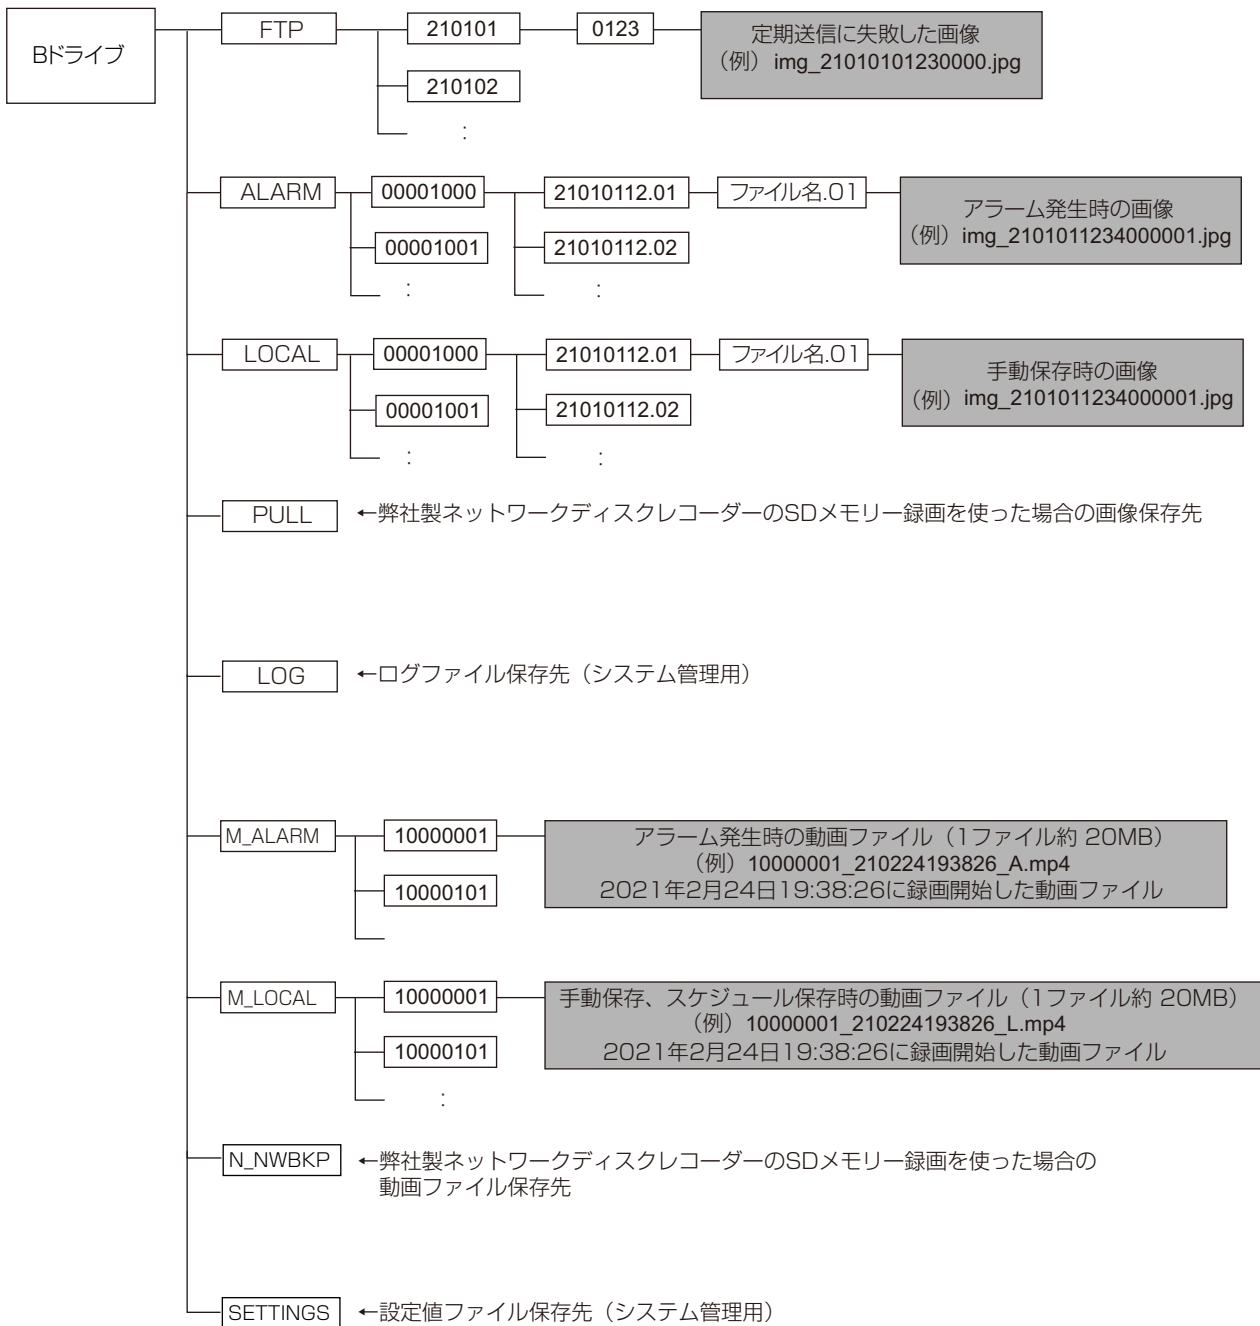 Bドライブ
FTP
210101
0123
定期送信に失敗した画像
（例）img_21010101230000.jpg
210102
：
ALARM
00001000
21010112.01
ファイル名.01
アラーム発生時の画像
（例）img_2101011234000001.jpg
00001001
21010112.02
：
：
LOCAL
00001000
21010112.01
ファイル名.01
手動保存時の画像
（例）img_2101011234000001.jpg
00001001
21010112.02
：
：
PULL
←弊社製ネットワークディスクレコーダーのSDメモリー録画を使った場合の画像保存先
LOG
←ログファイル保存先（システム管理用）
M_ALARM
10000001
アラーム発生時の動画ファイル（1ファイル約 20MB）
（例）10000001_210224193826_A.mp4
2021年2月24日19:38:26に録画開始した動画ファイル
10000101
M_LOCAL
10000001
手動保存、スケジュール保存時の動画ファイル（1ファイル約 20MB）
（例）10000001_210224193826_L.mp4
2021年2月24日19:38:26に録画開始した動画ファイル
10000101
：
N_NWBKP
←弊社製ネットワークディスクレコーダーのSDメモリー録画を使った場合の
動画ファイル保存先
SETTINGS
←設定値ファイル保存先（システム管理用）